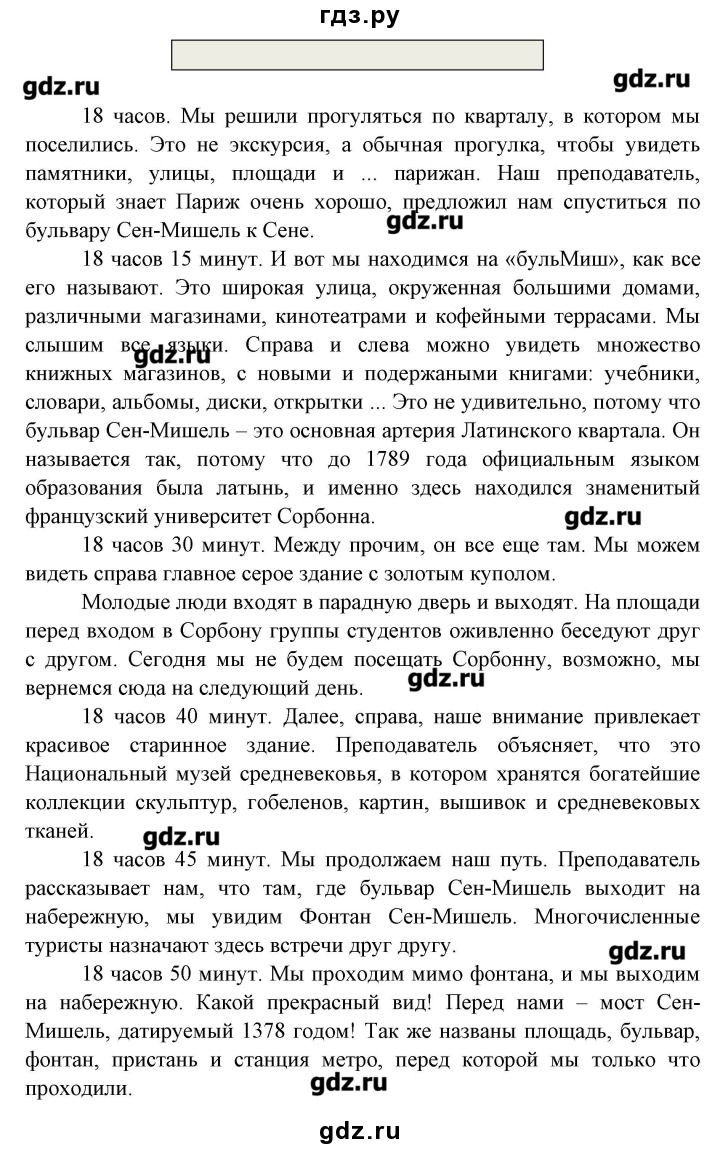 гдз.ру
gdz.ru
gdz.ru
18 часов. Мы решили прогуляться по кварталу, в котором мы
поселились. Это не экскурсия, а обычная прогулка, чтобы увидеть
памятники, улицы, площади и ... парижан. Наш преподаватель,
который знает Париж очень хорошо, предложил нам спуститься по
gdz.ru
бульвару Сен-Мишель к Сене.
18 часов 15 минут. И вот мы находимся на «бульМиш», как все
его называют. Это широкая улица, окруженная большими домами,
различными магазинами, кинотеатрами и кофейными террасами. Мы
слышим все языки. Справа и слева можно увидеть множество
gdz.ru
книжных магазинов, с новыми и подержаными книгами: учебники,
словари, альбомы, диски, открытки ... Это не удивительно, потому что
бульвар Сен-Мишель – это основная артерия Латинского квартала. Он
называется так, потому что до 1789 года официальным языком
образования была латынь, и именно здесь находился знаменитый
французский университет Сорбонна.
gdz.ru
18 часов 30 минут. Между прочим, он все еще там. Мы можем
видеть справа главное серое здание с золотым куполом.
Молодые люди входят в парадную дверь и выходят. На площади
перед входом в Сорбону группы студентов оживленно беседуют друг
с другом. Сегодня мы не будем посещать Сорбонну, возможно, мы
gdz.ru
вернемся сюда на следующий день.
18 часов 40 минут. Далее, справа, наше внимание привлекает
красивое старинное здание. Преподаватель объясняет, что это
Национальный музей средневековья, в котором хранятся богатейшие
коллекции скульптур, гобеленов, картин, вышивок и средневековых
тканей.
gdz.ru
18 часов 45 минут. Мы продолжаем наш путь. Преподаватель
рассказывает нам, что там, где бульвар Сен-Мишель выходит на
набережную, мы увидим Фонтан Сен-Мишель. Многочисленные
туристы назначают здесь встречи друг другу.
gdz.ru
18 часов 50 минут. Мы проходим мимо фонтана, и мы выходим
на набережную. Какой прекрасный вид! Перед нами – мост Сен-
Мишель, датируемый 1378 годом! Так же названы площадь, бульвар,
фонтан, пристань и станция метро, перед которой мы только что
проходили.
gdz.ru
gdz.ru